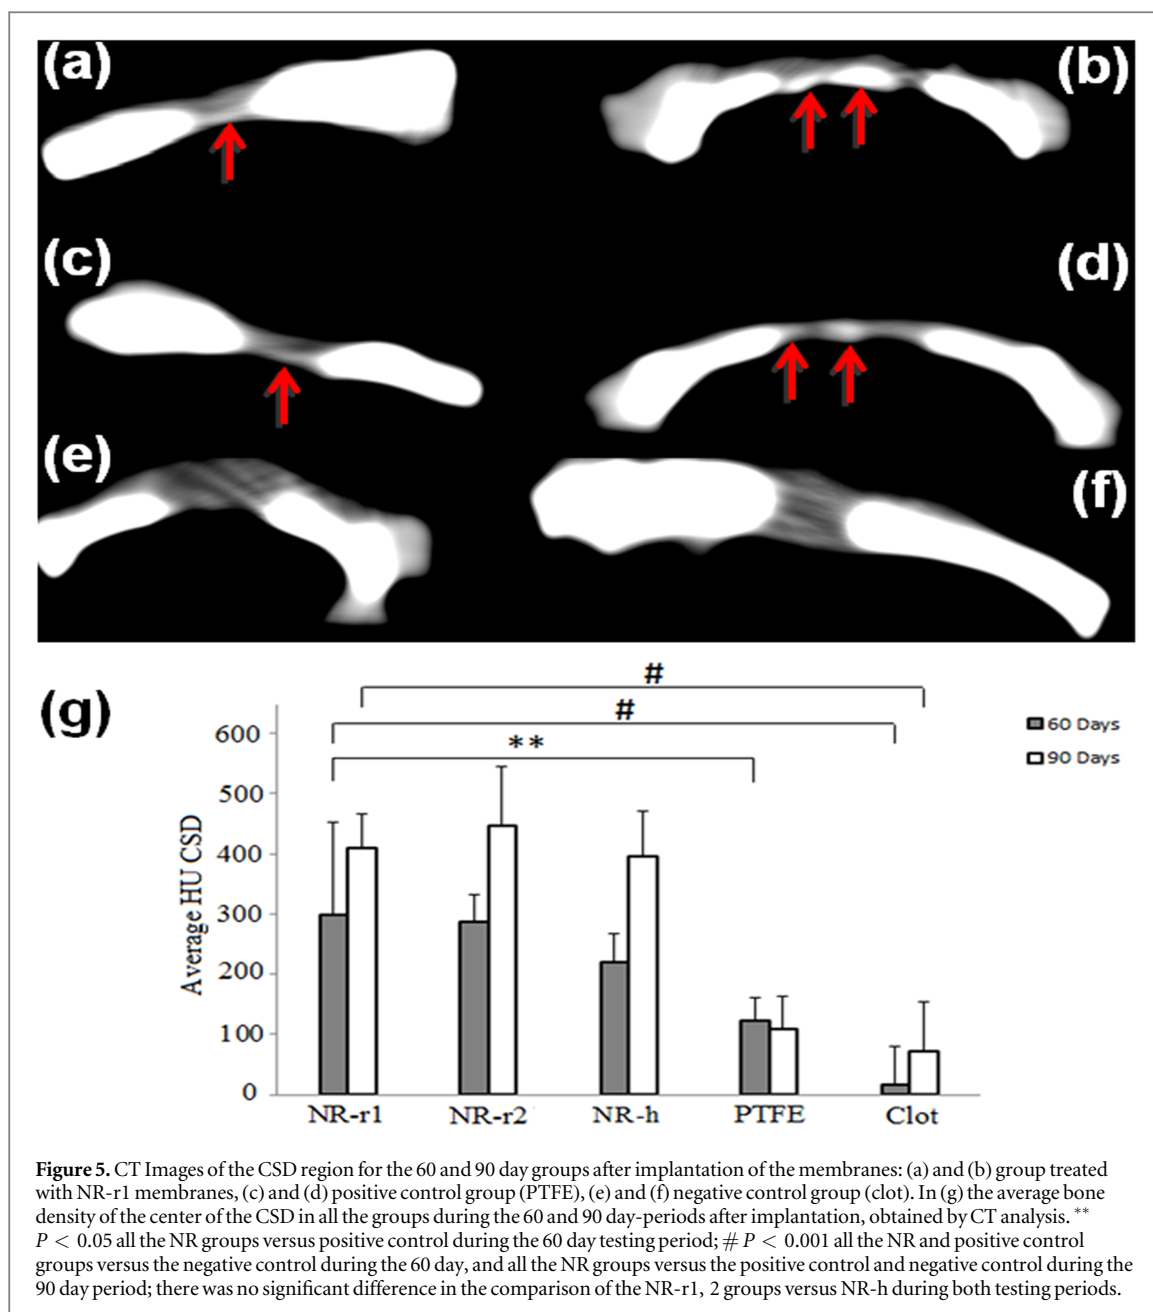 (a)
(b)
(c)
(d)
(e)
(f)
(g)
#
#
**
60 Days
90 Days
Average HU CSD
600
500
400
300
200
100
0
NR-r1
NR-r2
NR-h
PTFE
Clot
Figure 5. CT Images of the CSD region for the 60 and 90 day groups after implantation of the membranes: (a) and (b) group treated
with NR-r1 membranes, (c) and (d) positive control group (PTFE), (e) and (f) negative control group (clot). In (g) the average bone
density of the center of the CSD in all the groups during the 60 and 90 day-periods after implantation, obtained by CT analysis. **
P < 0.05 all the NR groups versus positive control during the 60 day testing period; # P < 0.001 all the NR and positive control
groups versus the negative control during the 60 day, and all the NR groups versus the positive control and negative control during the
90 day period; there was no significant difference in the comparison of the NR-r1, 2 groups versus NR-h during both testing periods.